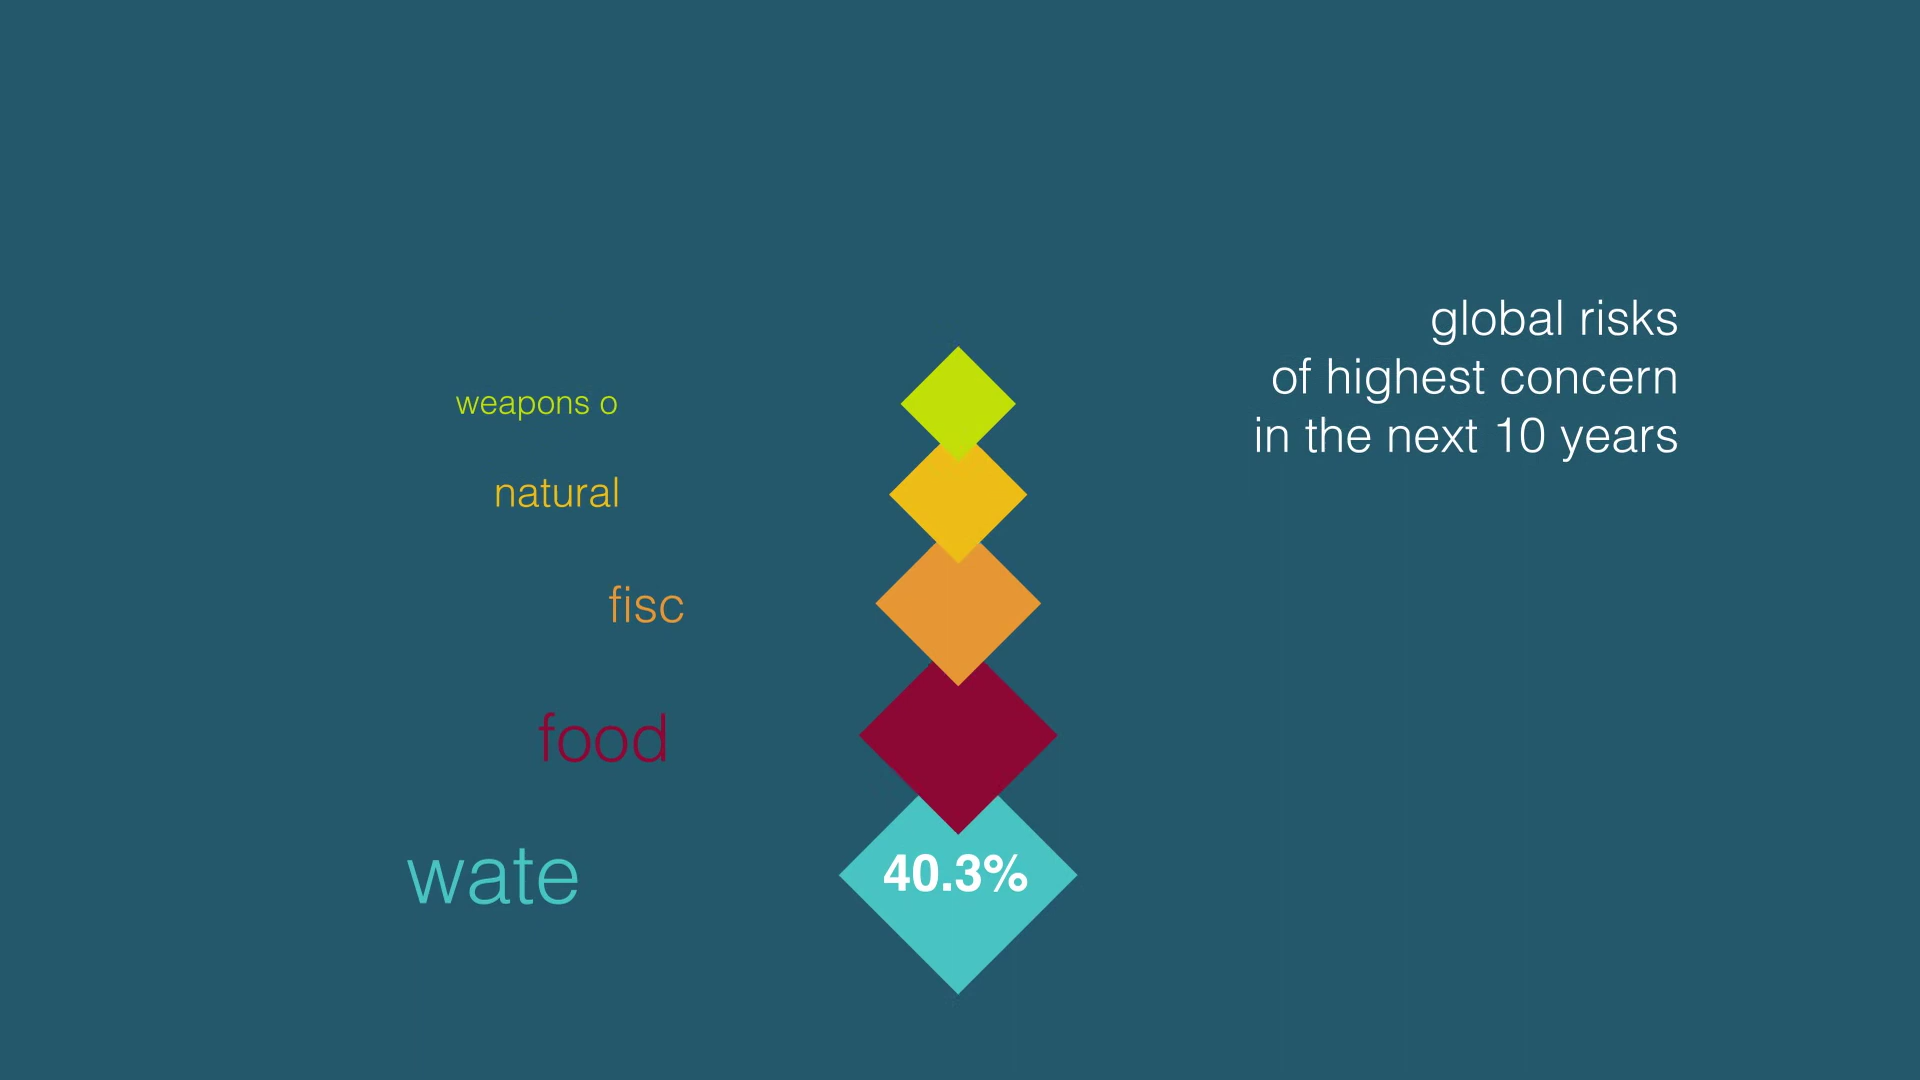 global risks
of highest concern
in the next 10 years
weapons o
natural
fisc
food
wate
40.3%